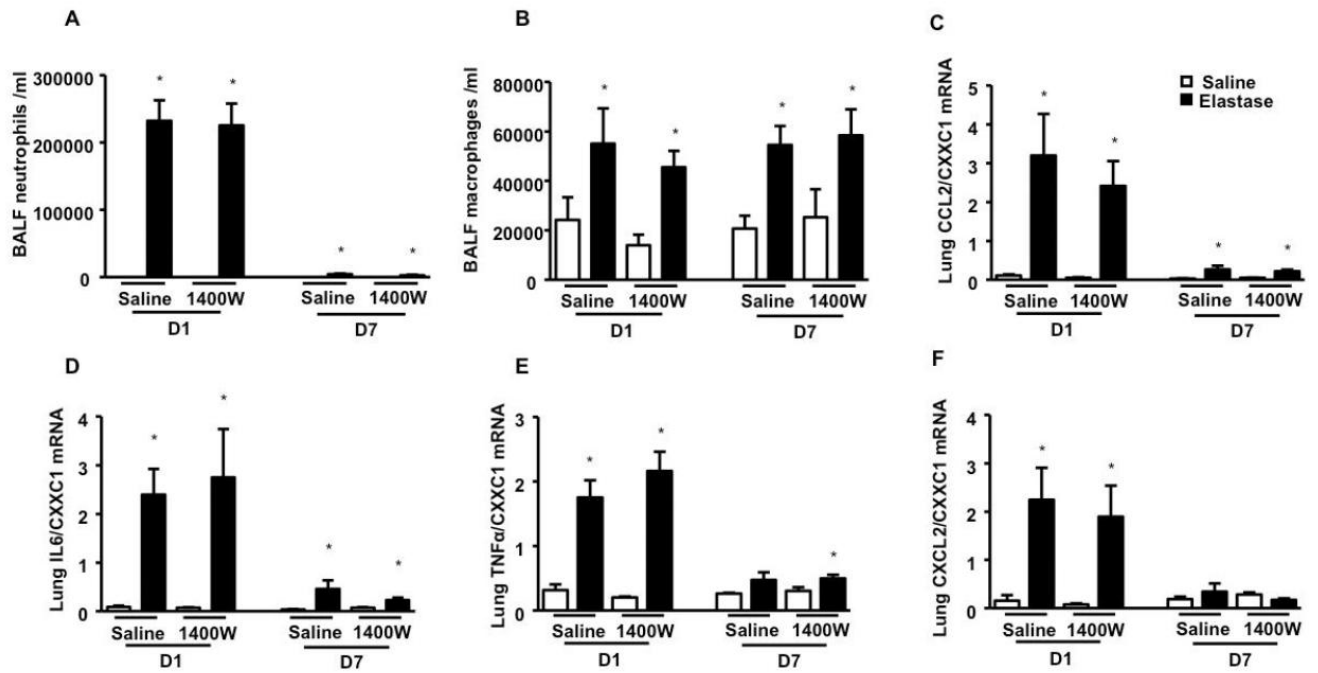 A
BALF neutrophils /ml
300000
200000
100000
0
* * * *
Saline 1400W Saline 1400W
D1 D7
B
BALF macrophages /ml
80000
60000
40000
20000
0
* * * *
Saline 1400W Saline 1400W
D1 D7
C
Lung CCL2/CXXC1 mRNA
5
4
3
2
1
0
* * * *
Saline
Elastase
Saline 1400W Saline 1400W
D1 D7
D
Lung IL6/CXXC1 mRNA
4
3
2
1
0
* * * *
Saline 1400W Saline 1400W
D1 D7
E
Lung TNFα/CXXC1 mRNA
3
2
1
0
* * *
Saline 1400W Saline 1400W
D1 D7
F
Lung CXCL2/CXXC1 mRNA
4
3
2
1
0
* *
Saline 1400W Saline 1400W
D1 D7